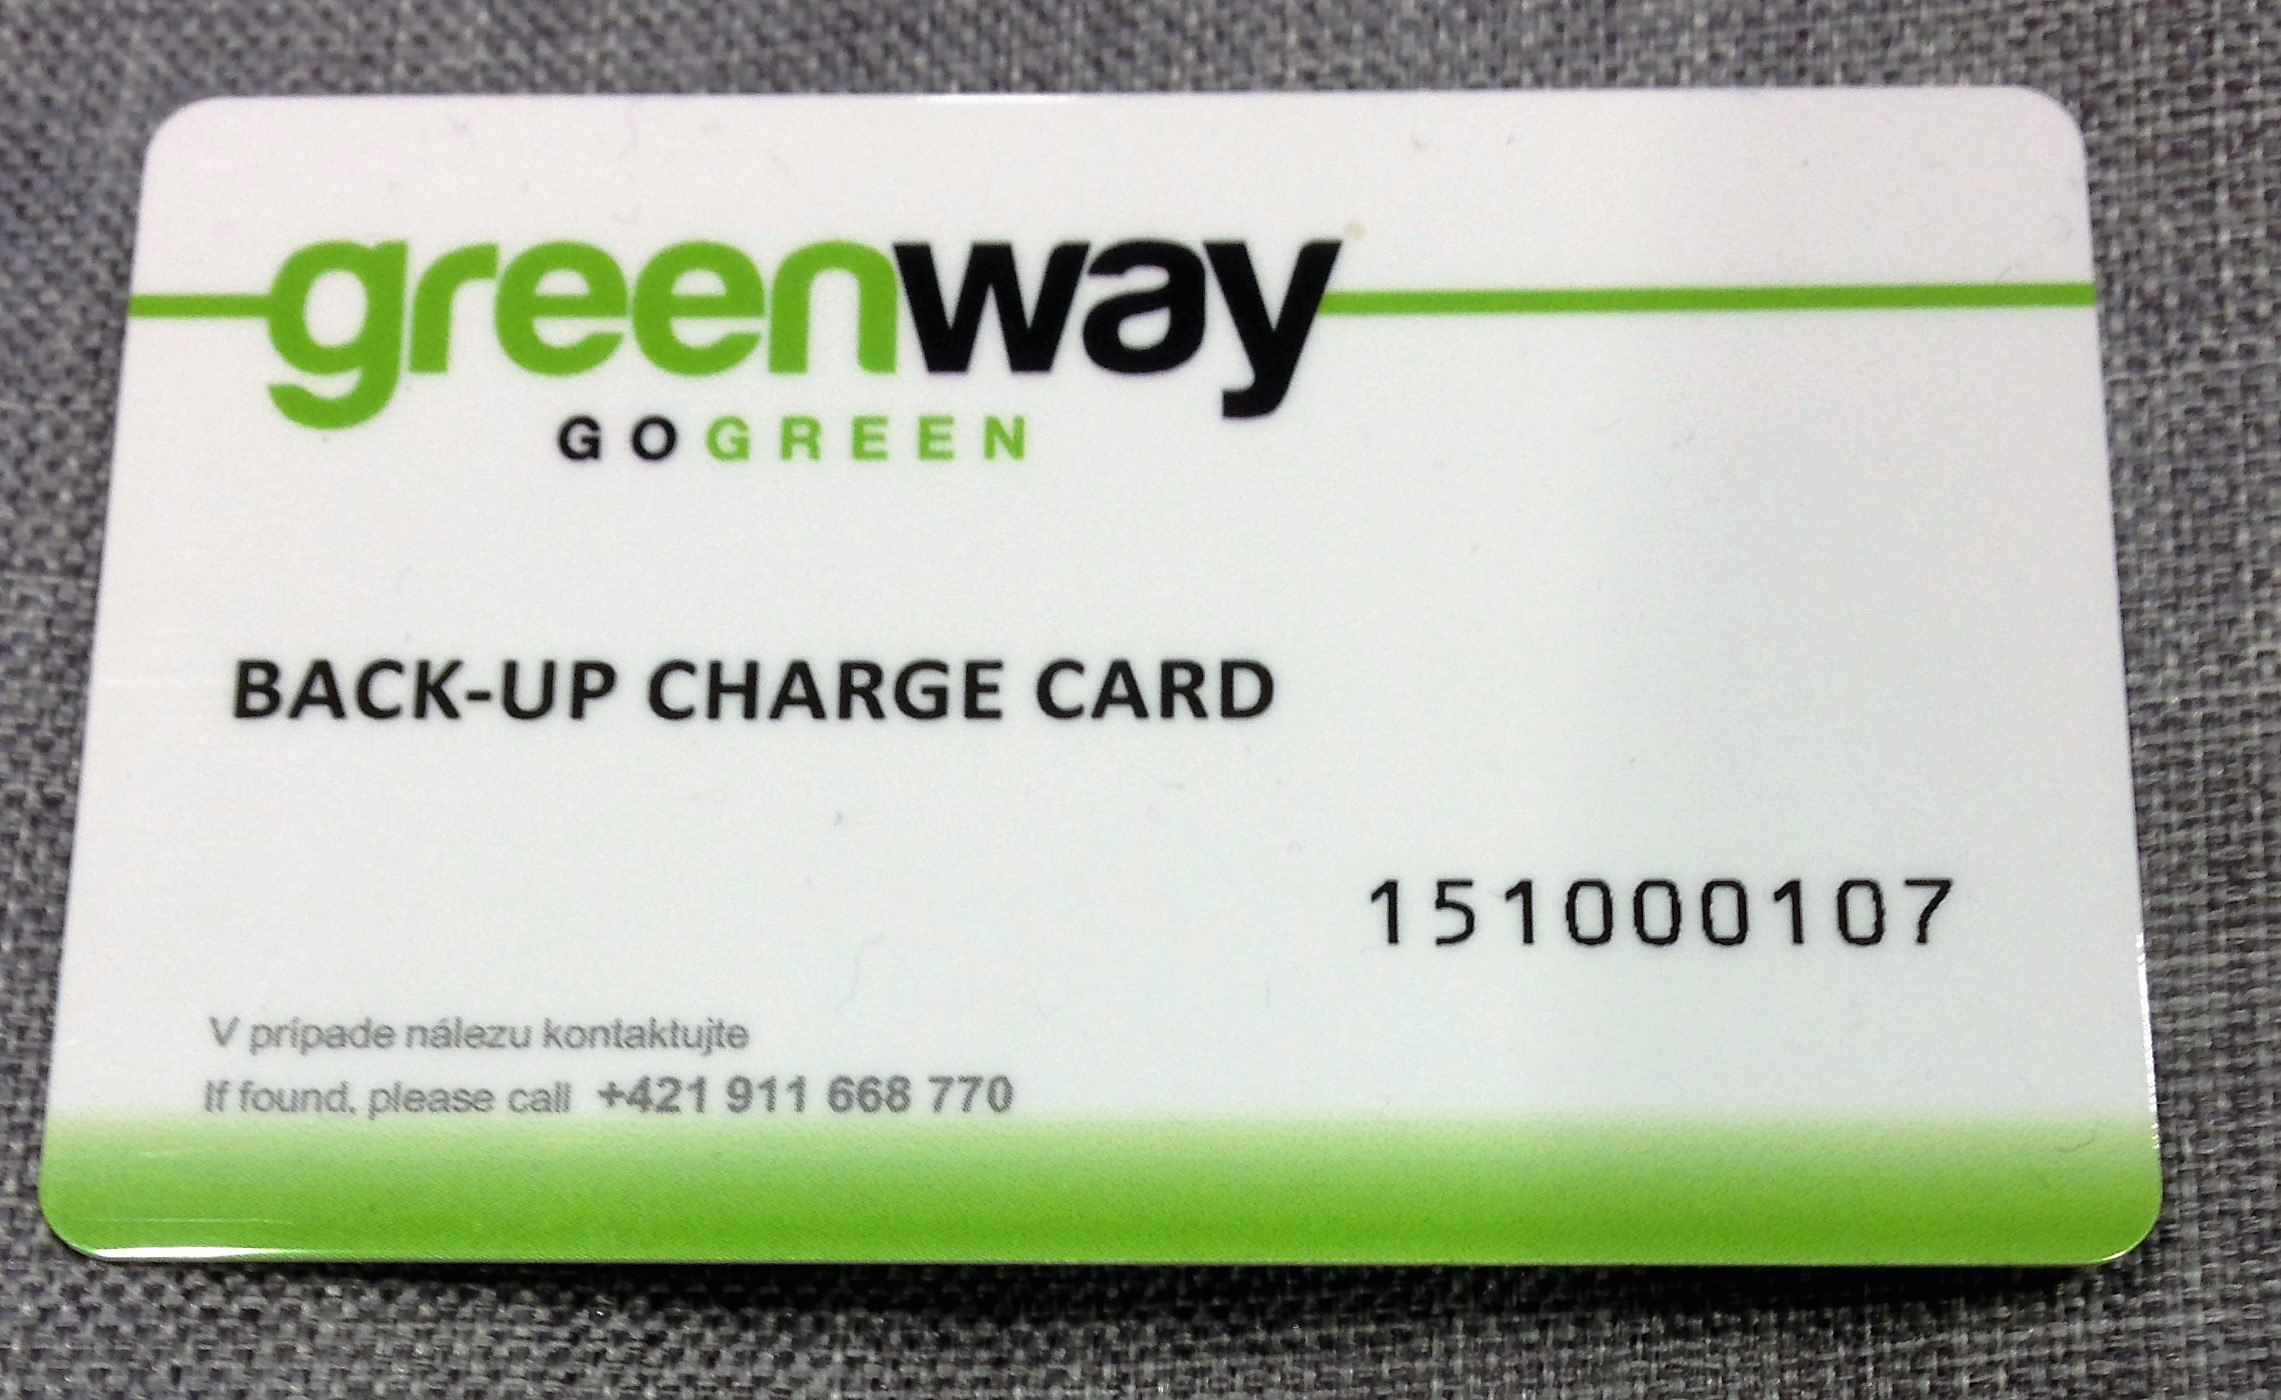 greenway
GOGREEN
BACK-UP CHARGE CARD
151000107
V prípade nálezu kontaktujte
If found, please call +421 911 668 770